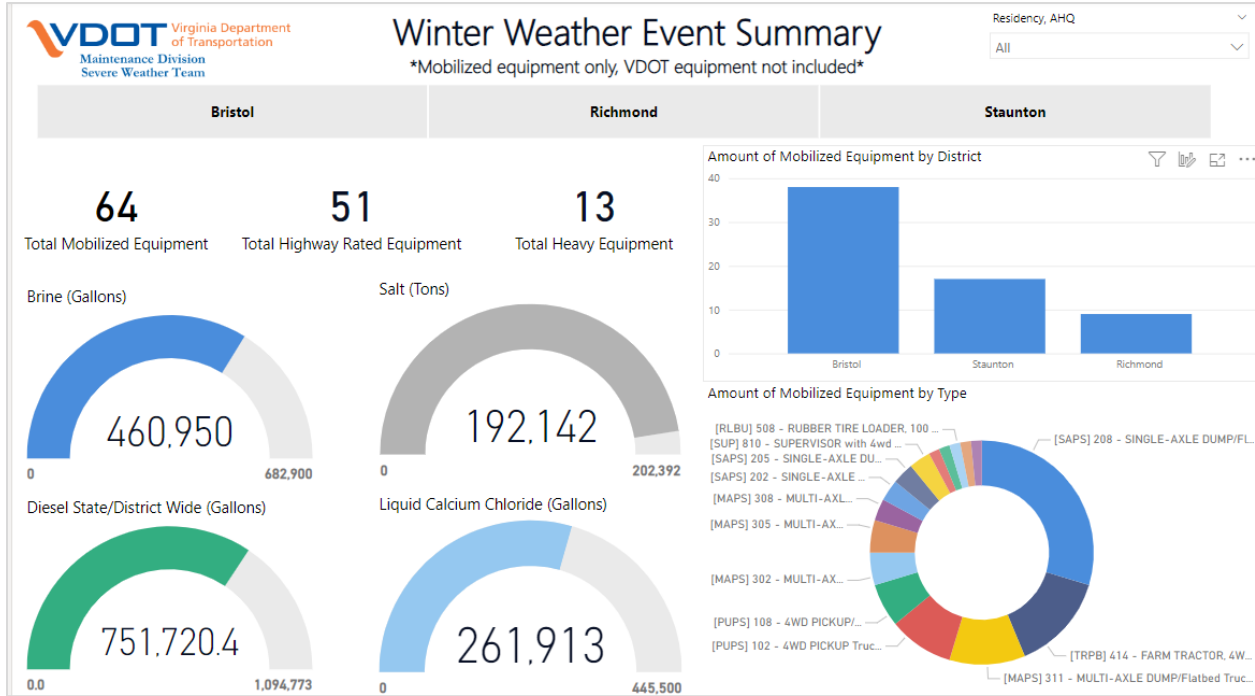 VDOT
Virginia Department
of Transportation
Maintenance Division
Severe Weather Team
Winter Weather Event Summary
*Mobilized equipment only, VDOT equipment not included*
Residency, AHQ
All
Bristol
Richmond
Staunton
64
Total Mobilized Equipment
51
Total Highway Rated Equipment
13
Total Heavy Equipment
Brine (Gallons)
460,950
0
682,900
Salt (Tons)
192,142
0
202,392
Diesel State/District Wide (Gallons)
751,720.4
0.0
1,094,773
Liquid Calcium Chloride (Gallons)
261,913
0
445,500
Amount of Mobilized Equipment by District
40
30
20
10
0
Bristol
Staunton
Richmond
Amount of Mobilized Equipment by Type
[RLBU] 508 - RUBBER TIRE LOADER, 100 ...
[SUP] 810 - SUPERVISOR with 4wd ...
[SAPS] 205 - SINGLE-AXLE DU...
[SAPS] 202 - SINGLE-AXLE ...
[MAPS] 308 - MULTI-AXL...
[MAPS] 305 - MULTI-AX...
[MAPS] 302 - MULTI-AX...
[PUPS] 108 - 4WD PICKUP/...
[PUPS] 102 - 4WD PICKUP Truc...
[SAPS] 208 - SINGLE-AXLE DUMP/Fl...
[TRPB] 414 - FARM TRACTOR, 4W...
[MAPS] 311 - MULTI-AXLE DUMP/Flatbed Truc...